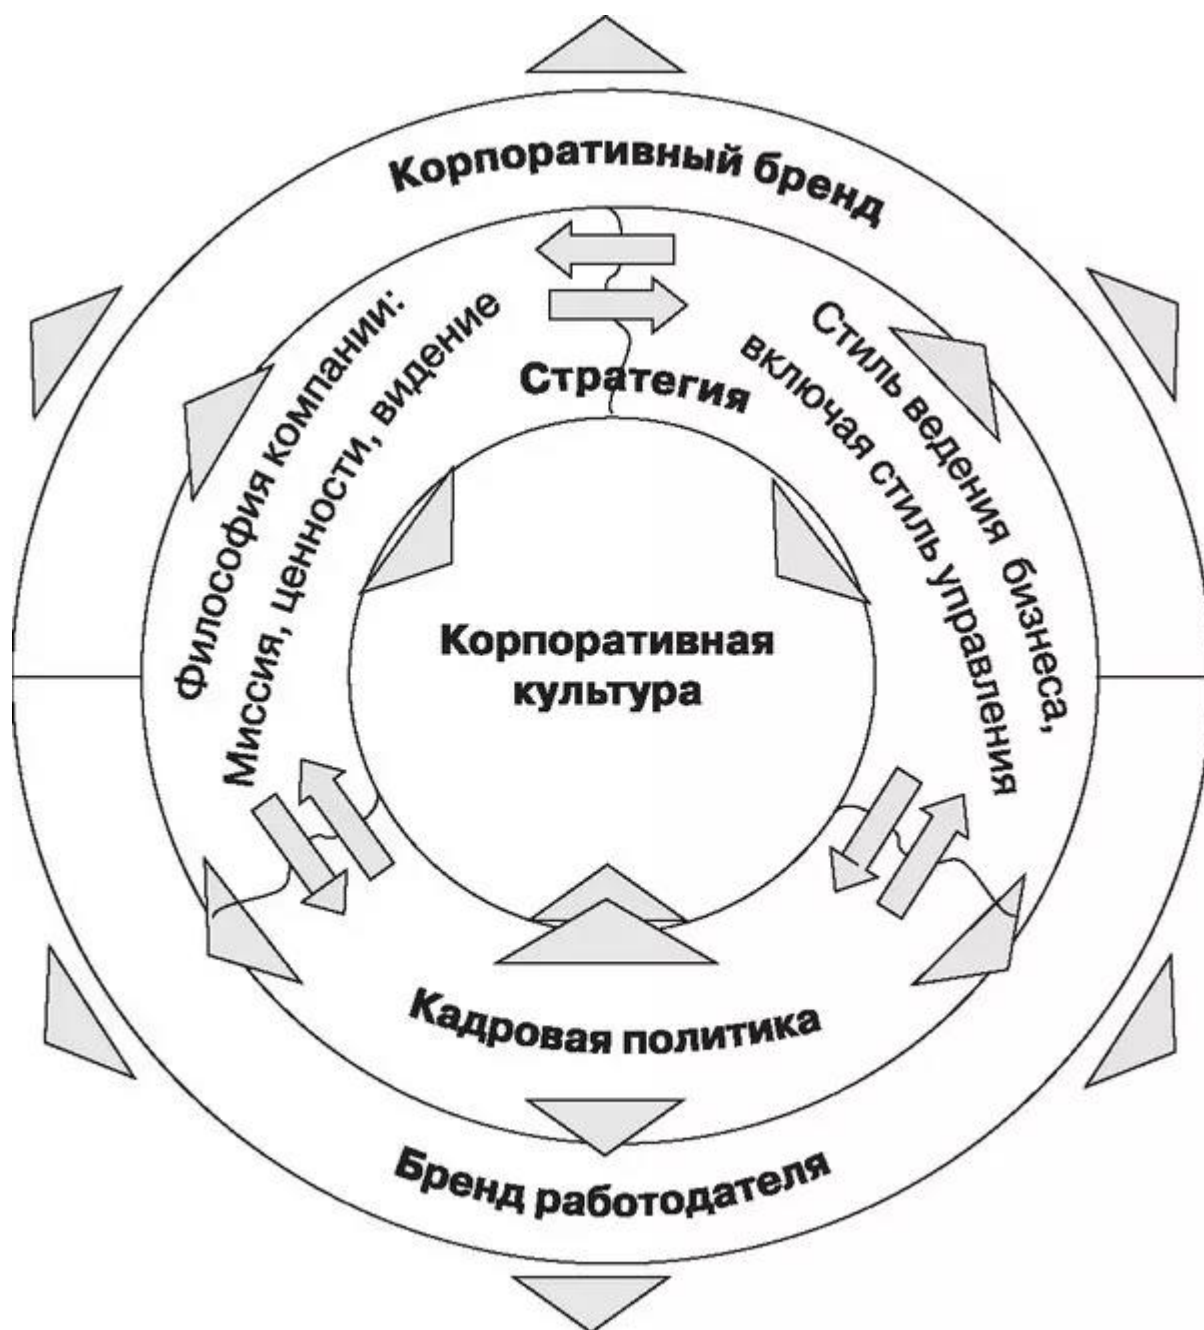 Корпоративный бренд
Философия компании:
Миссия, ценности, видение
Стратегия
Стиль ведения бизнеса,
включая стиль управления
Корпоративная
культура
Кадровая политика
Бренд работодателя